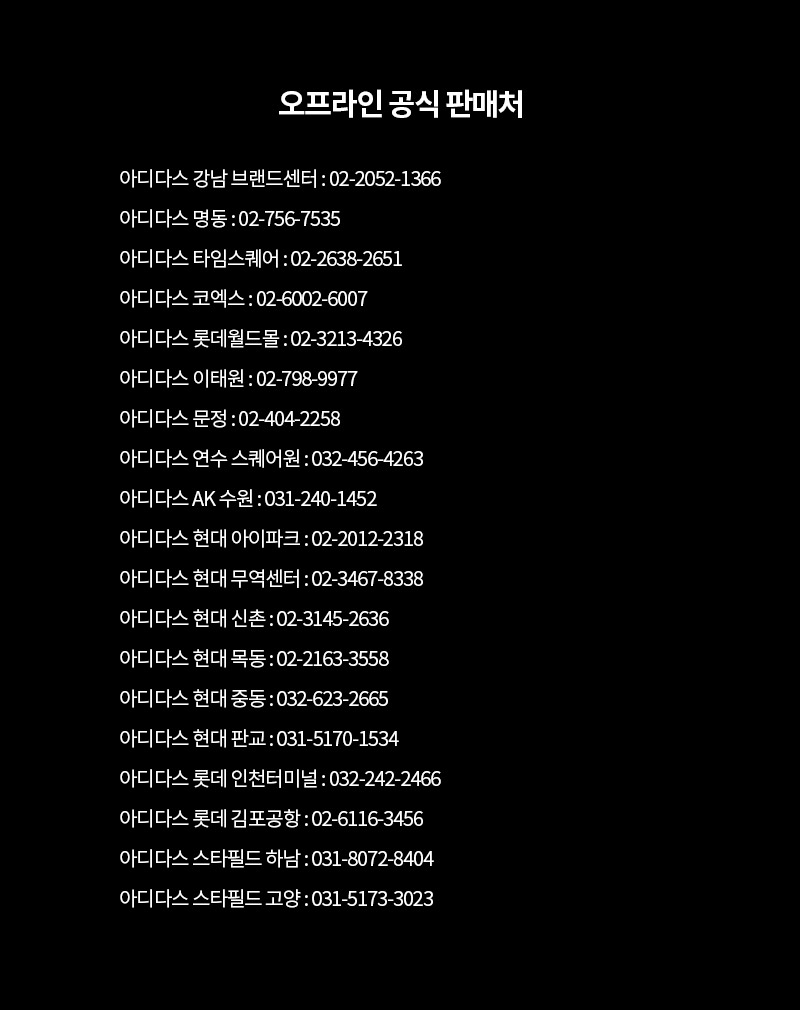 오프라인 공식 판매처
아디다스 강남 브랜드센터 : 02-2052-1366
아디다스 명동 : 02-756-7535
아디다스 타임스퀘어 : 02-2638-2651
아디다스 코엑스 : 02-6002-6007
아디다스 롯데월드몰 : 02-3213-4326
아디다스 이태원 : 02-798-9977
아디다스 문정 : 02-404-2258
아디다스 연수 스퀘어원 : 032-456-4263
아디다스 AK 수원 : 031-240-1452
아디다스 현대 아이파크 : 02-2012-2318
아디다스 현대 무역센터 : 02-3467-8338
아디다스 현대 신촌 : 02-3145-2636
아디다스 현대 목동 : 02-2163-3558
아디다스 현대 중동 : 032-623-2665
아디다스 현대 판교 : 031-5170-1534
아디다스 롯데 인천터미널 : 032-242-2466
아디다스 롯데 김포공항 : 02-6116-3456
아디다스 스타필드 하남 : 031-8072-8404
아디다스 스타필드 고양 : 031-5173-3023